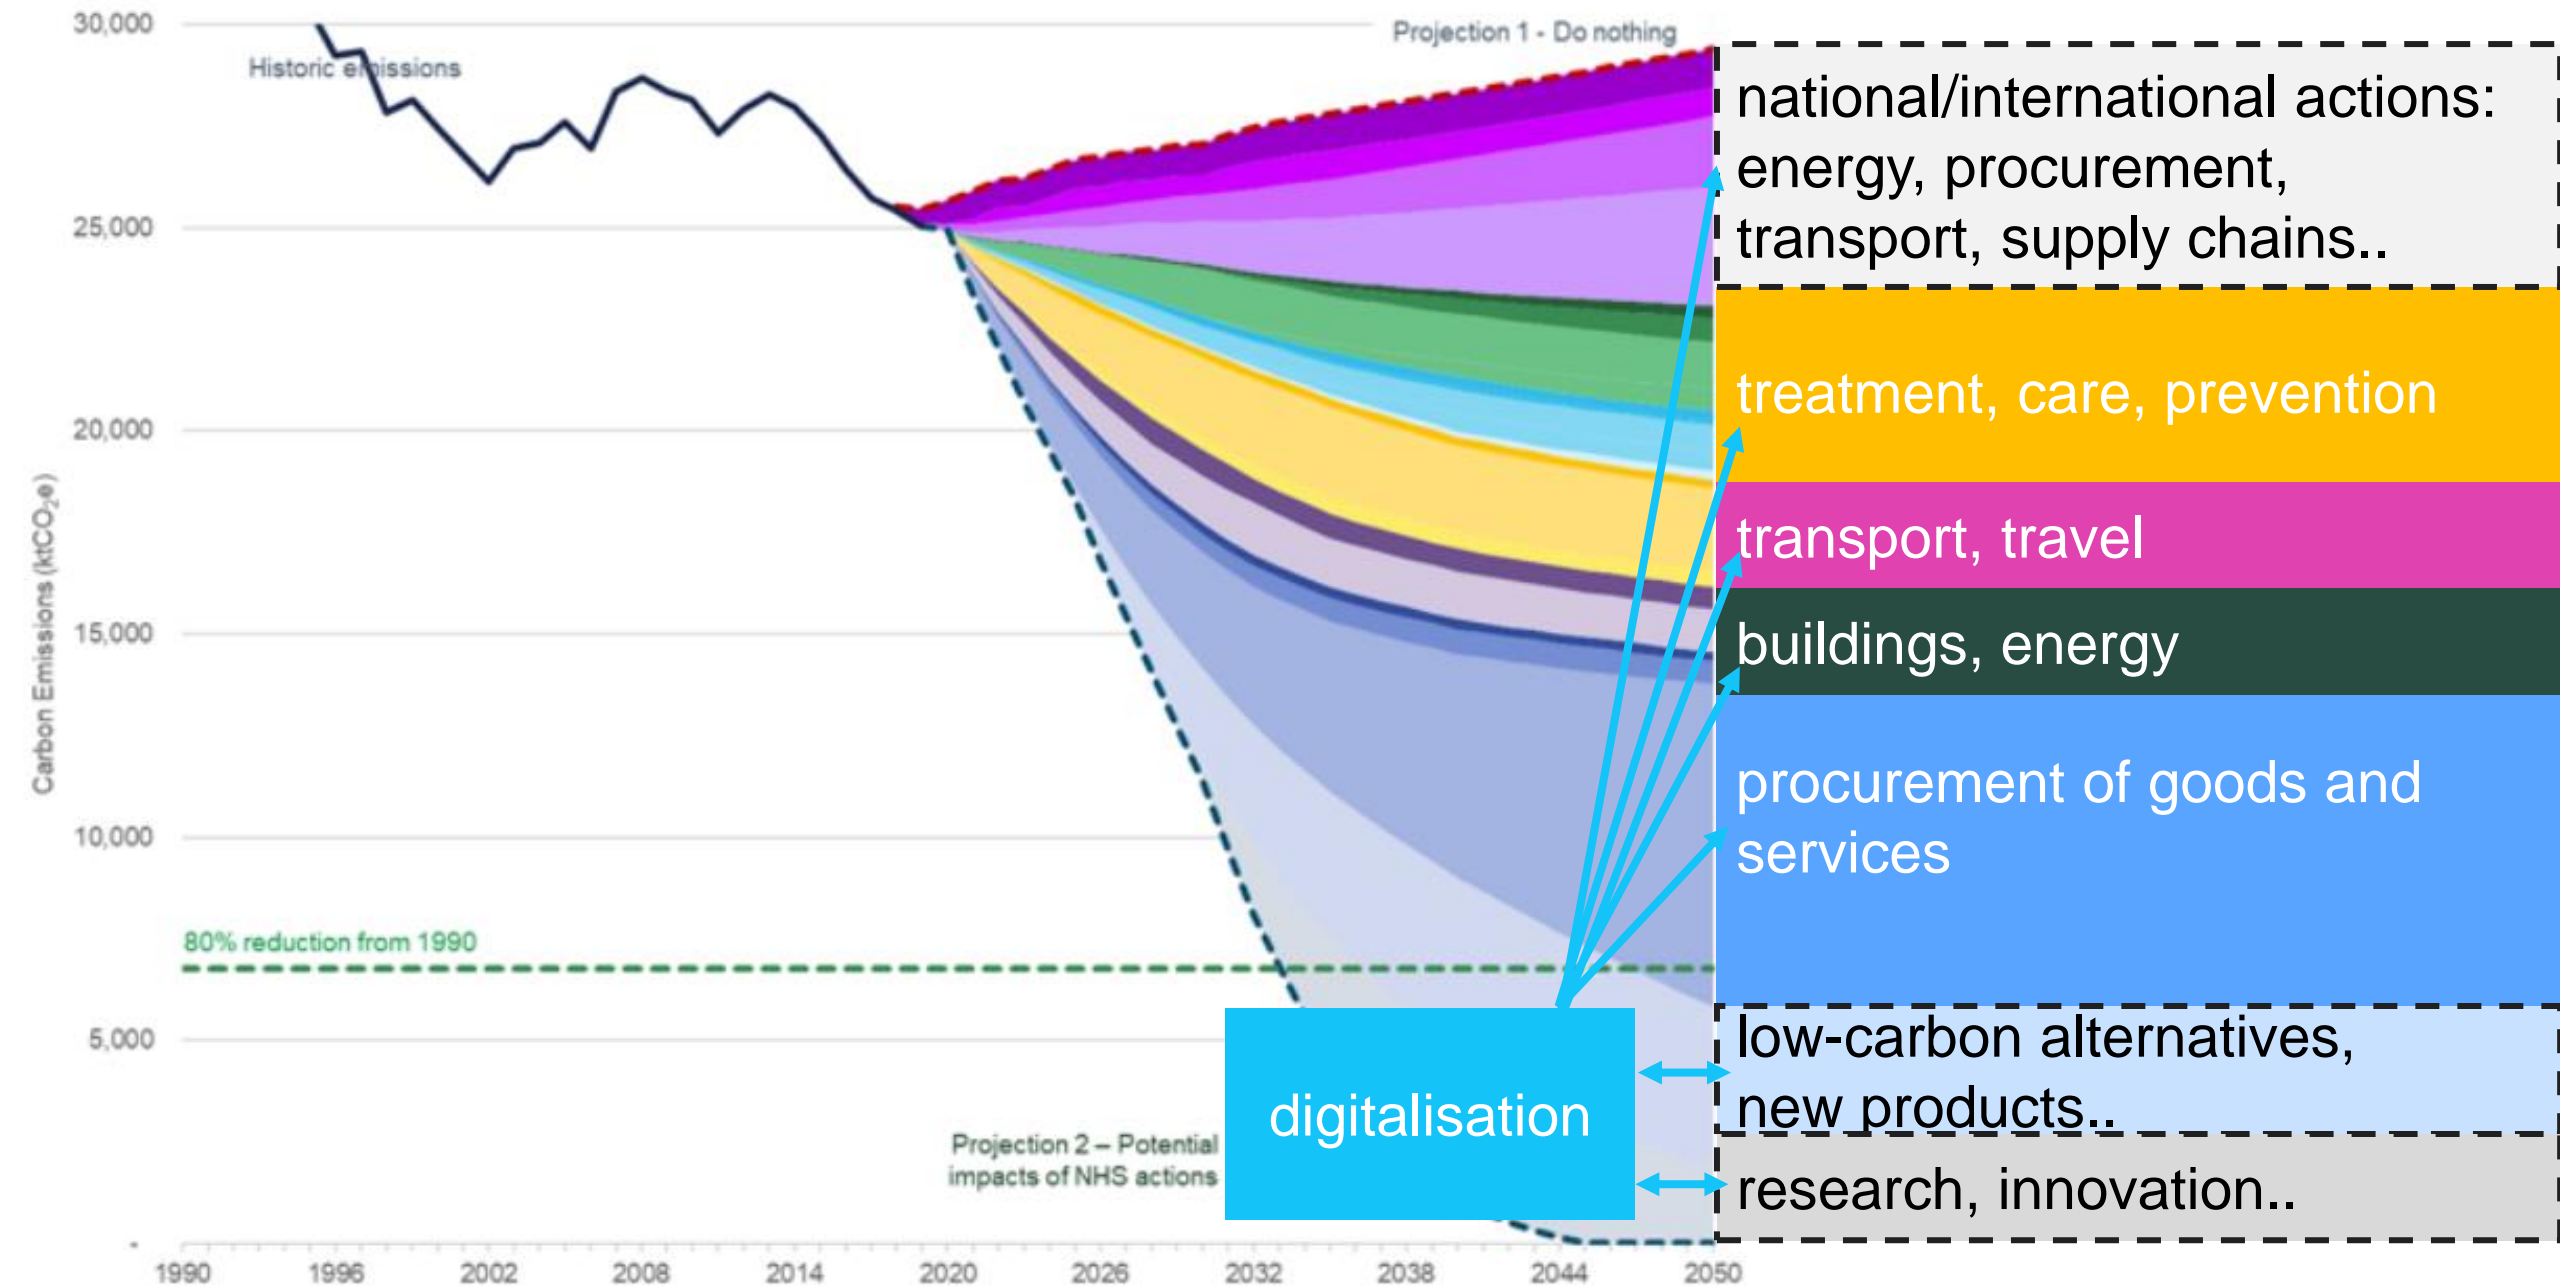 30,000
25,000
20,000
15,000
10,000
5,000
-
Carbon Emissions (ktCO₂e)
Historic emissions
Projection 1 - Do nothing
80% reduction from 1990
Projection 2 – Potential
impacts of NHS actions
1990 1996 2002 2008 2014 2020 2026 2032 2038 2044 2050
digitalisation
national/international actions:
energy, procurement,
transport, supply chains..
treatment, care, prevention
transport, travel
buildings, energy
procurement of goods and
services
low-carbon alternatives,
new products..
research, innovation..